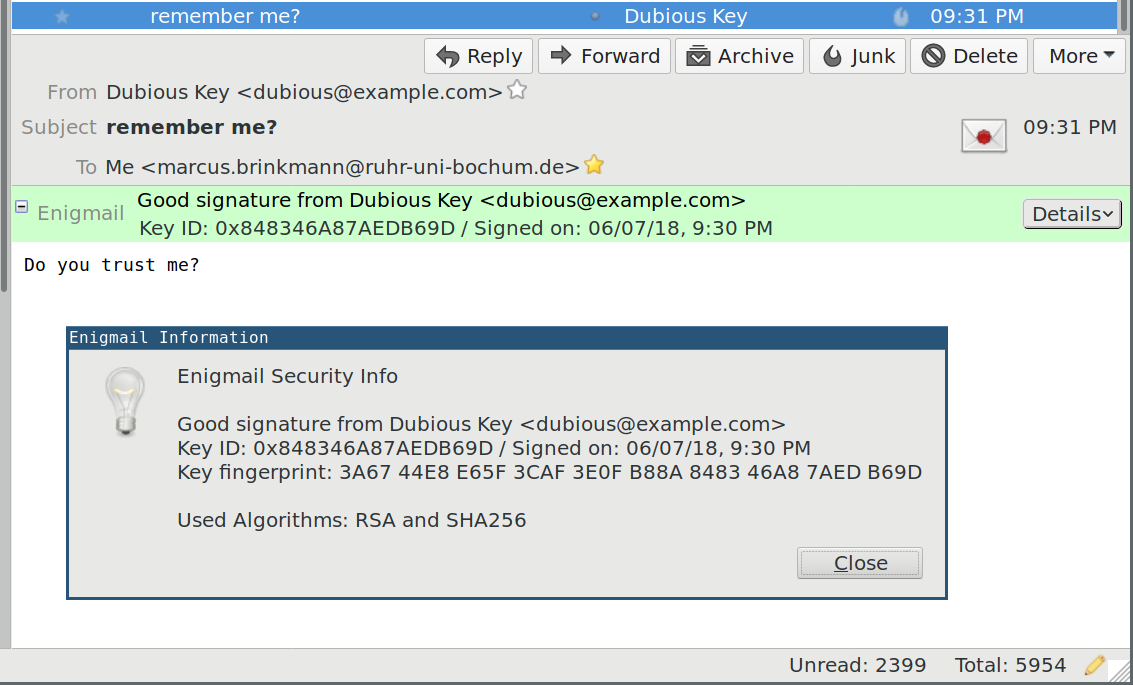 remember me? Dubious Key 09:31 PM
Reply Forward Archive Junk Delete More
From Dubious Key <dubious@example.com>
Subject remember me? 09:31 PM
To Me <marcus.brinkmann@ruhr-uni-bochum.de>
Enigmail Good signature from Dubious Key <dubious@example.com>
Key ID: 0x848346A87AEDB69D / Signed on: 06/07/18, 9:30 PM Details
Do you trust me?
Enigmail Information
Enigmail Security Info
Good signature from Dubious Key <dubious@example.com>
Key ID: 0x848346A87AEDB69D / Signed on: 06/07/18, 9:30 PM
Key fingerprint: 3A67 44E8 E65F 3CAF 3E0F B88A 8483 46A8 7AED B69D
Used Algorithms: RSA and SHA256
Close
Unread: 2399 Total: 5954